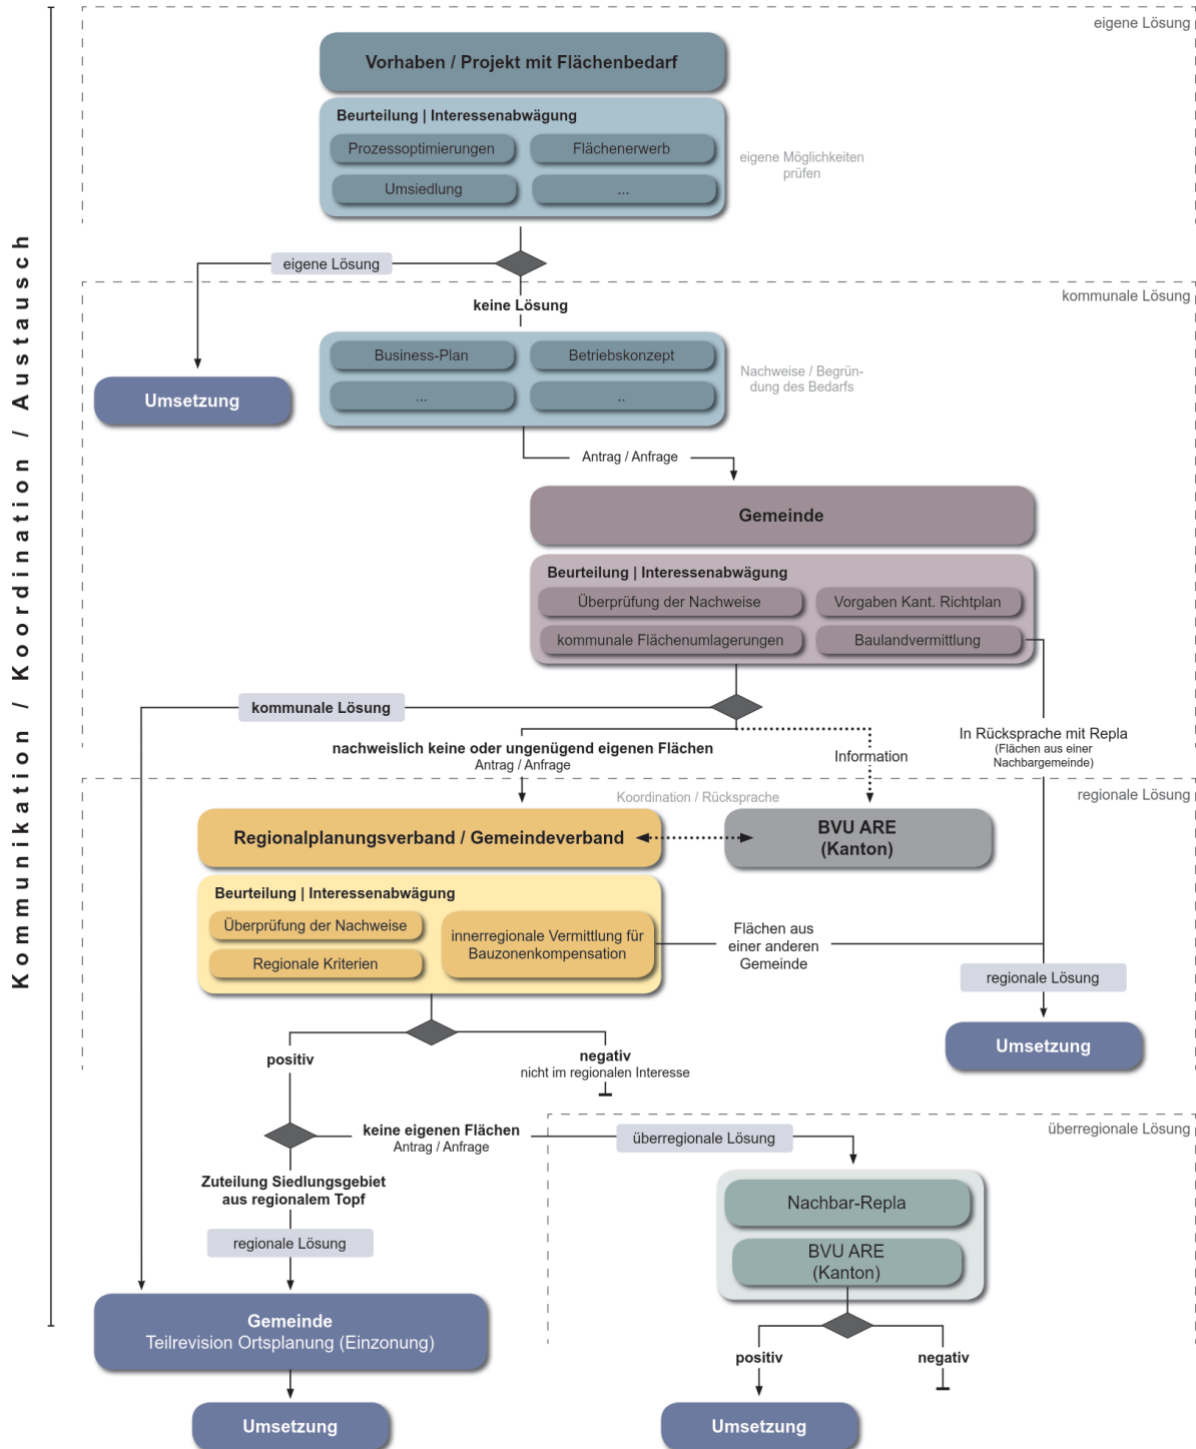 eigene Lösung
Vorhaben / Projekt mit Flächenbedarf
Beurteilung | Interessenabwägung
Prozessoptimierungen
Flächenerwerb
Umsiedlung
...
eigene Möglichkeiten
prüfen
Kommunikation / Koordination / Austausch
eigene Lösung
kommunale Lösung
keine Lösung
Business-Plan
Betriebskonzept
...
..
Nachweise / Begrün-
dung des Bedarfs
Umsetzung
Antrag / Anfrage
Gemeinde
Beurteilung | Interessenabwägung
Überprüfung der Nachweise
Vorgaben Kant. Richtplan
kommunale Flächenumlagerungen
Baulandvermittlung
kommunale Lösung
nachweislich keine oder ungenügend eigenen Flächen
Antrag / Anfrage
Information
In Rücksprache mit Repla
(Flächen aus einer
Nachbargemeinde)
regionale Lösung
Koordination / Rücksprache
Regionalplanungsverband / Gemeindeverband
BVU ARE
(Kanton)
Beurteilung | Interessenabwägung
Überprüfung der Nachweise
Regionale Kriterien
innerregionale Vermittlung für
Bauzonenkompensation
Flächen aus
einer anderen
Gemeinde
regionale Lösung
Umsetzung
positiv
negativ
nicht im regionalen Interesse
überregionale Lösung
keine eigenen Flächen
Antrag / Anfrage
überregionale Lösung
Zuteilung Siedlungsgebiet
aus regionalem Topf
regionale Lösung
Nachbar-Repla
BVU ARE
(Kanton)
Gemeinde
Teilrevision Ortsplanung (Einzonung)
positiv
negativ
Umsetzung
Umsetzung